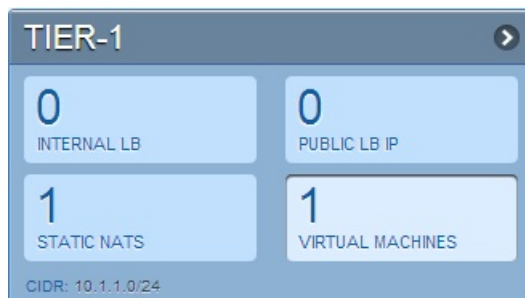 TIER-1
0
INTERNAL LB
0
PUBLIC LB IP
1
STATIC NATS
1
VIRTUAL MACHINES
CIDR: 10.1.1.0/24